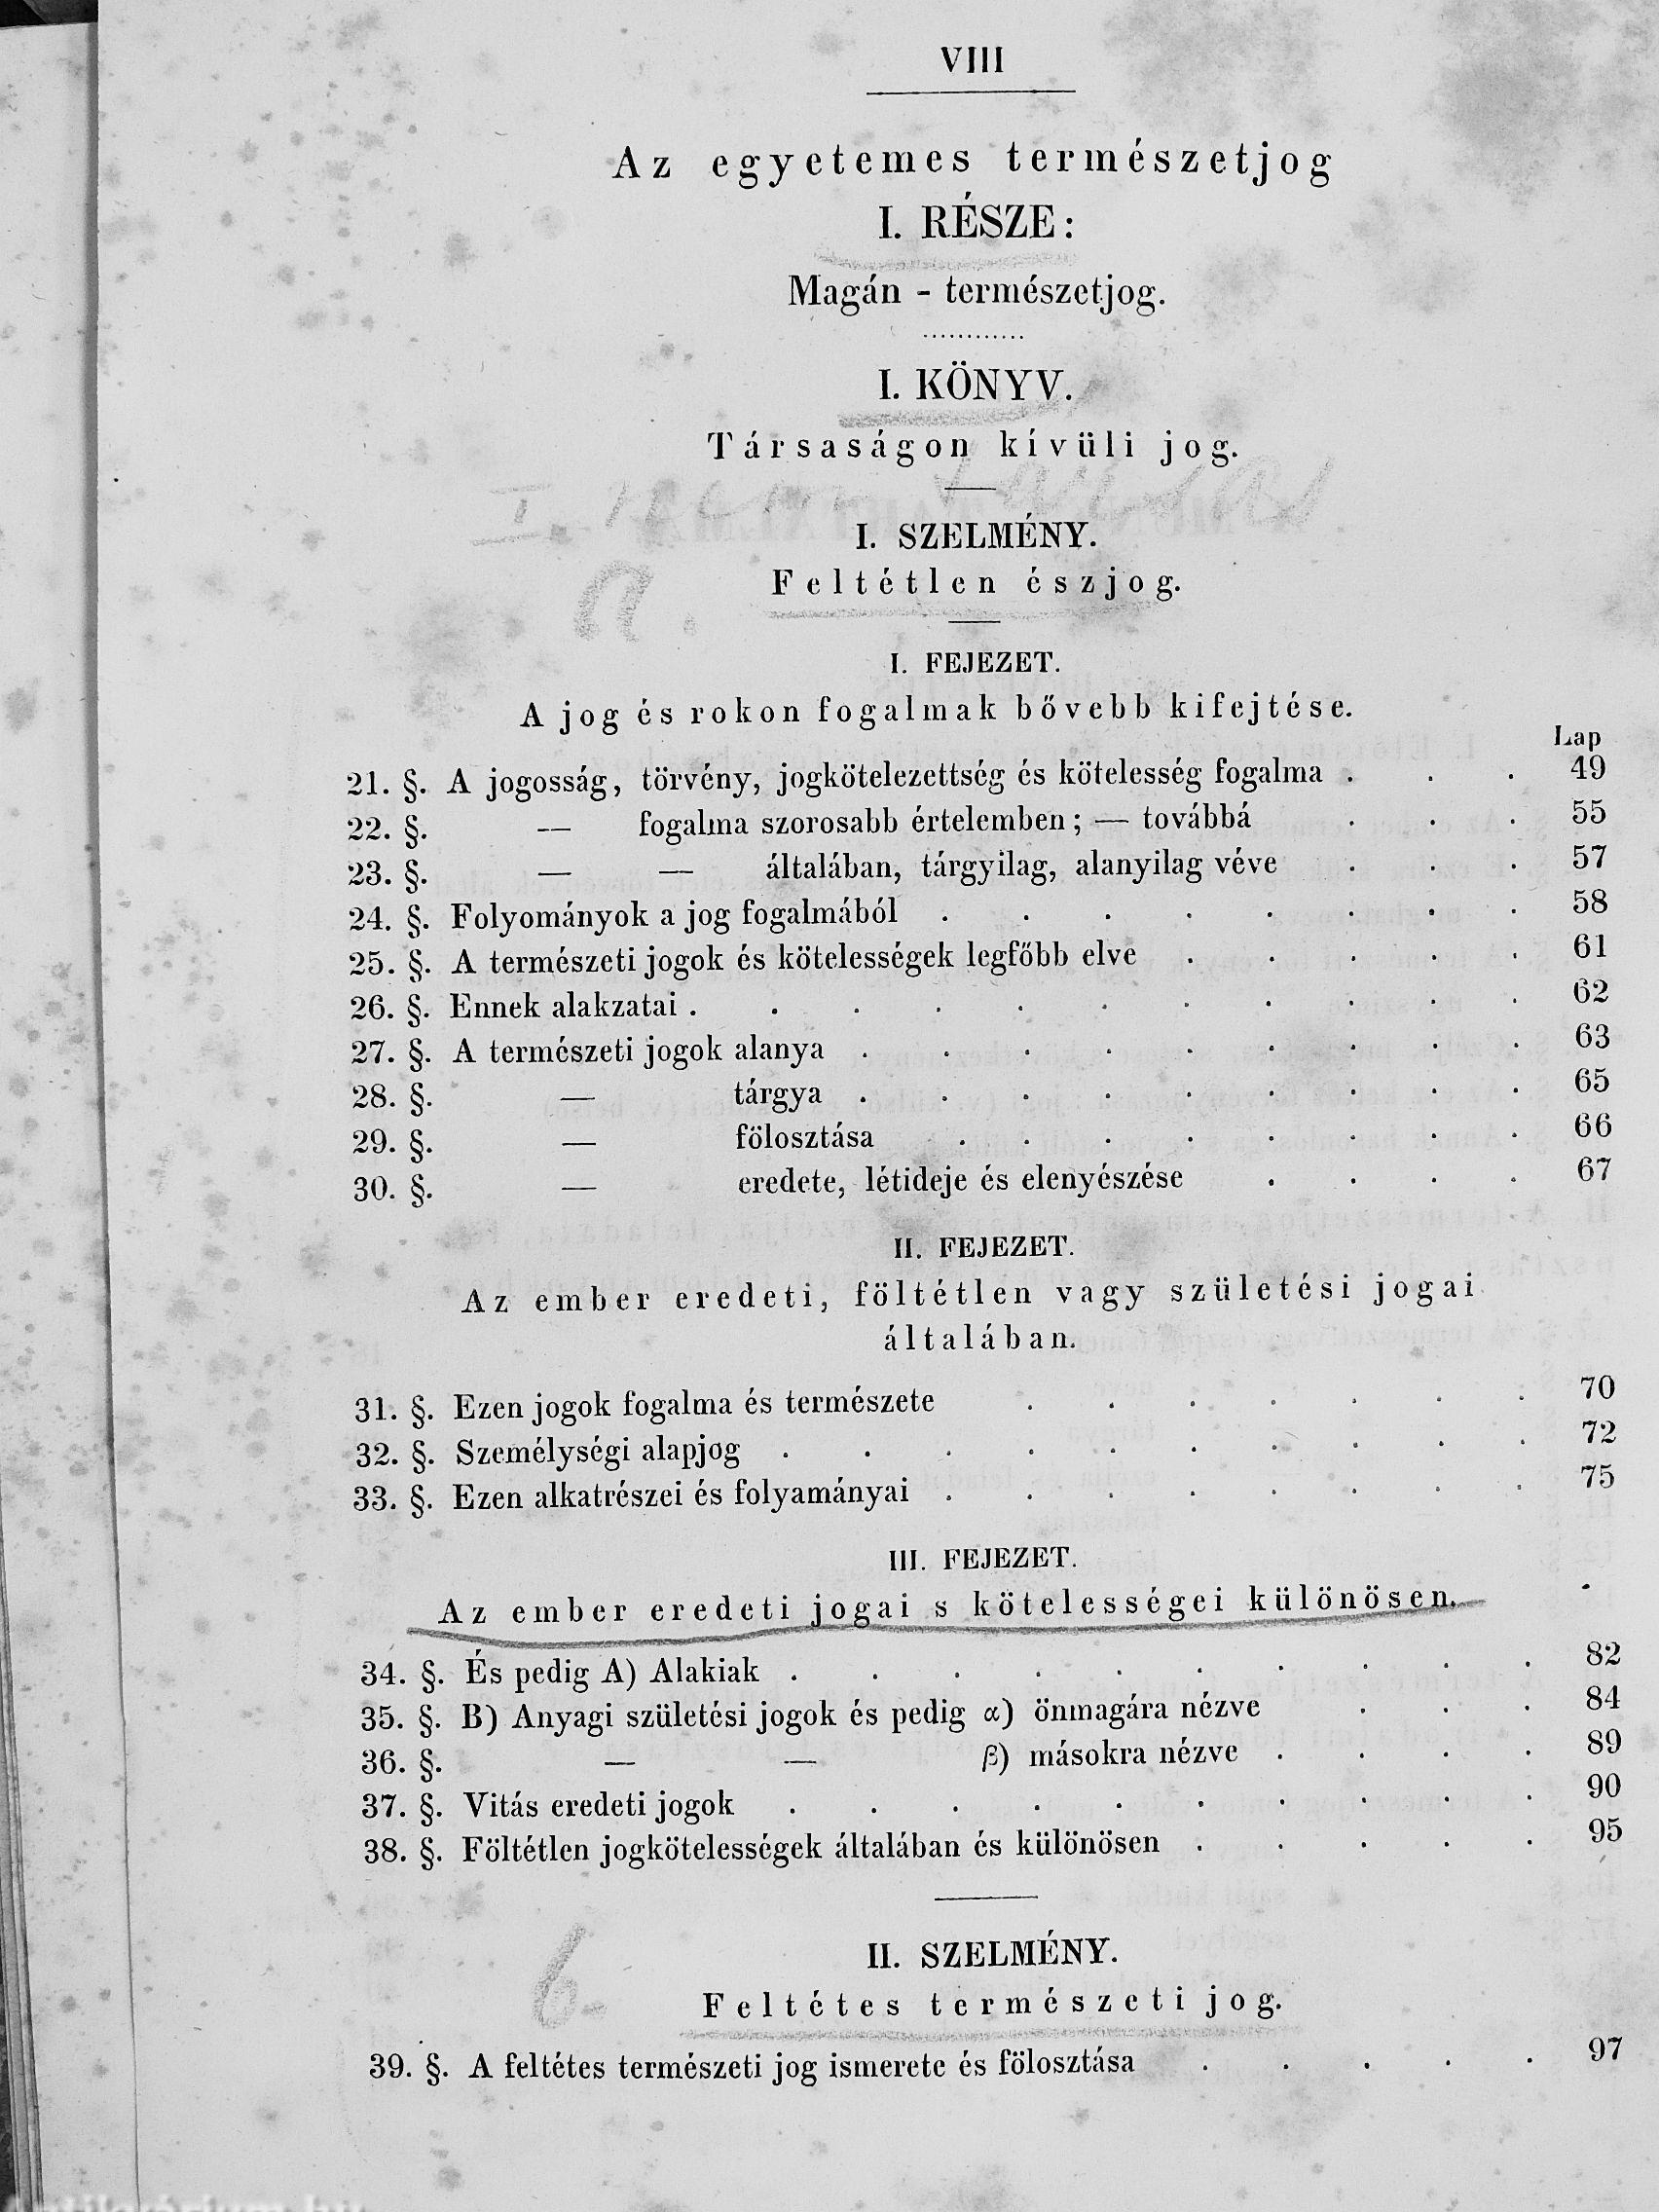 VIII
Az egyetemes természetjog
I. RÉSZE:
Magán - természetjog.
I. KÖNYV.
Társaságon kívüli jog.
I.
I. SZELMÉNY.
a.
Feltétlen észjog.
I. FEJEZET.
A jog és rokon fogalmak bővebb kifejtése.
Lap
21. §. A jogosság, törvény, jogkötelezettség és kötelesség fogalma . . . 49
22. §. — fogalma szorosabb értelemben; — továbbá . . . 55
23. §. — — általában, tárgyilag, alanyilag véve . . . 57
24. §. Folyományok a jog fogalmából . . . . . . . . 58
25. §. A természeti jogok és kötelességek legfőbb elve . . . . . 61
26. §. Ennek alakzatai . . . . . . . . . . . 62
27. §. A természeti jogok alanya . . . . . . . . . 63
28. §. — tárgya . . . . . . . . . 65
29. §. — fölosztása . . . . . . . . 66
30. §. — eredete, létideje és elenyészése . . . . 67
II. FEJEZET.
Az ember eredeti, föltétlen vagy születési jogai
általában.
31. §. Ezen jogok fogalma és természete . . . . . . . 70
32. §. Személységi alapjog . . . . . . . . . . 72
33. §. Ezen alkatrészei és folyamányai . . . . . . . . 75
III. FEJEZET.
Az ember eredeti jogai s kötelességei különösen.
34. §. És pedig A) Alakiak . . . . . . . . . . 82
35. §. B) Anyagi születési jogok és pedig α) önmagára nézve . . . 84
36. §. — — β) másokra nézve . . . . 89
37. §. Vitás eredeti jogok . . . . . . . . . . 90
38. §. Föltétlen jogkötelességek általában és különösen . . . . . 95
II. SZELMÉNY.
b.
Feltétes természeti jog.
39. §. A feltétes természeti jog ismerete és fölosztása . . . . . 97